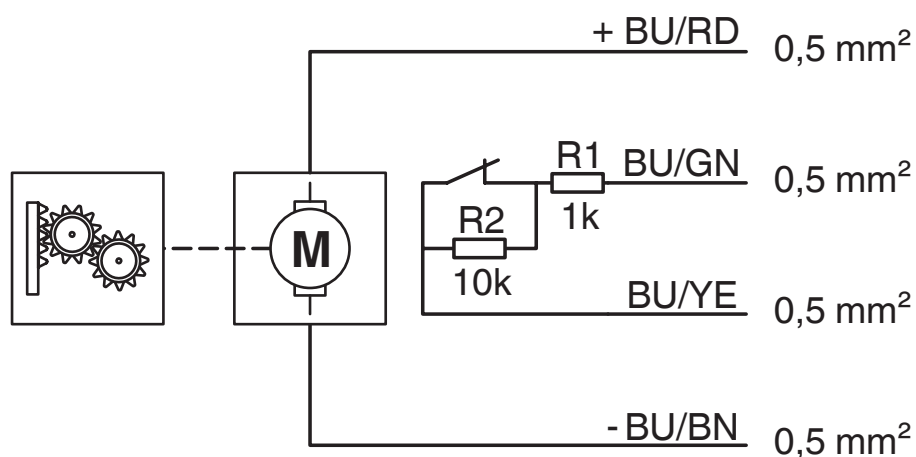 + BU/RD 0,5 mm²
R1 BU/GN 0,5 mm²
1k
R2
10k
M
BU/YE 0,5 mm²
- BU/BN 0,5 mm²